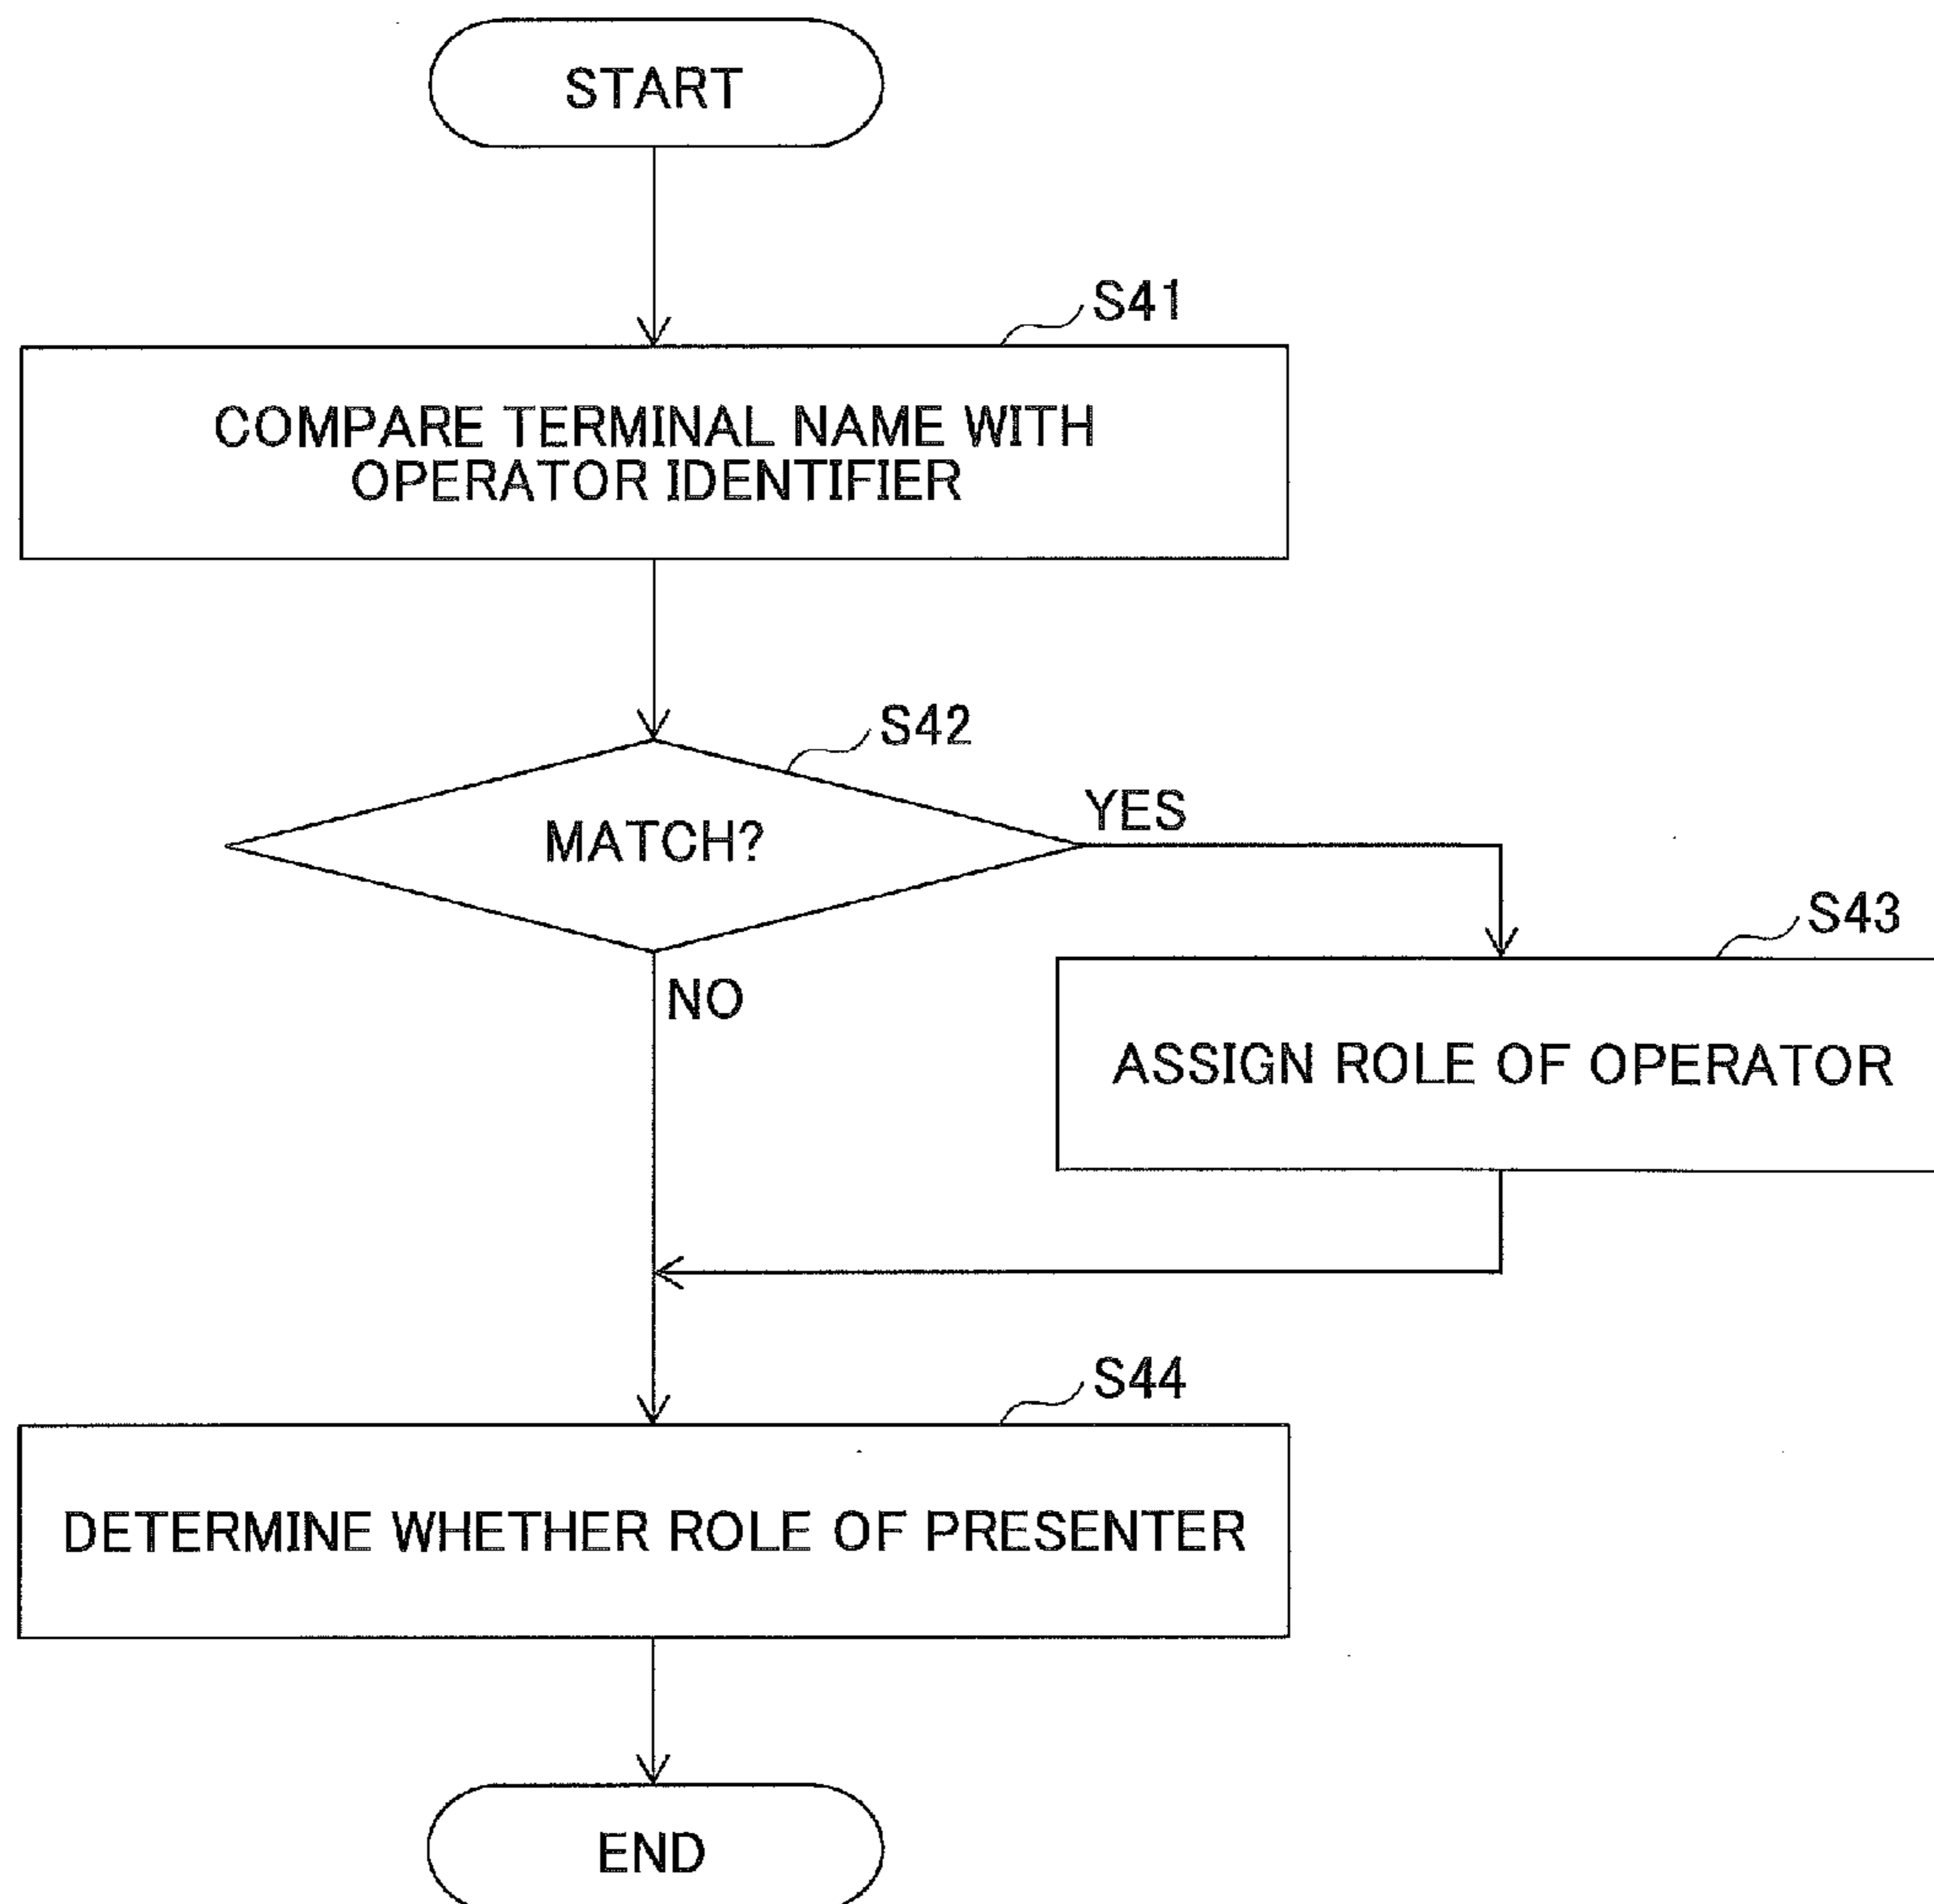 START
S41
COMPARE TERMINAL NAME WITH
OPERATOR IDENTIFIER
S42
MATCH?
YES
NO
S43
ASSIGN ROLE OF OPERATOR
S44
DETERMINE WHETHER ROLE OF PRESENTER
END